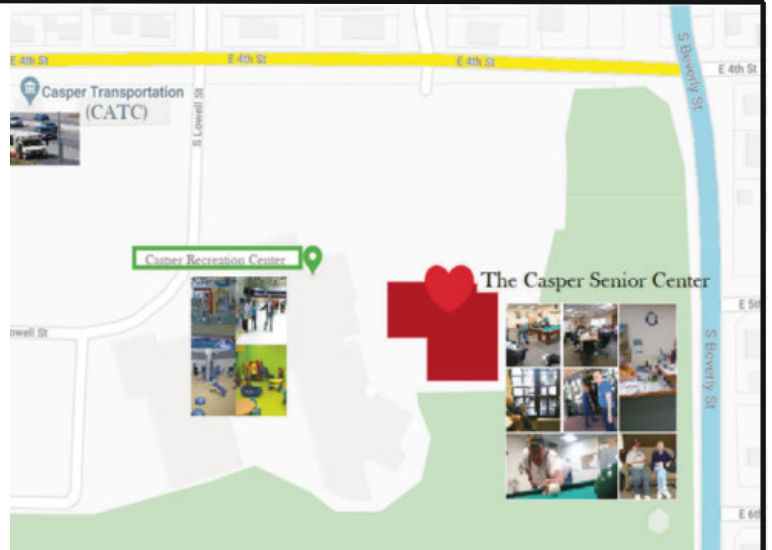 E 4th St
E 4th St
E 4th St
E 4th St
S Beverly St
Casper Transportation
(CATC)
S Lowell St
Casper Recreation Center
The Casper Senior Center
owell St
E 5th
S Beverly St
E 6th